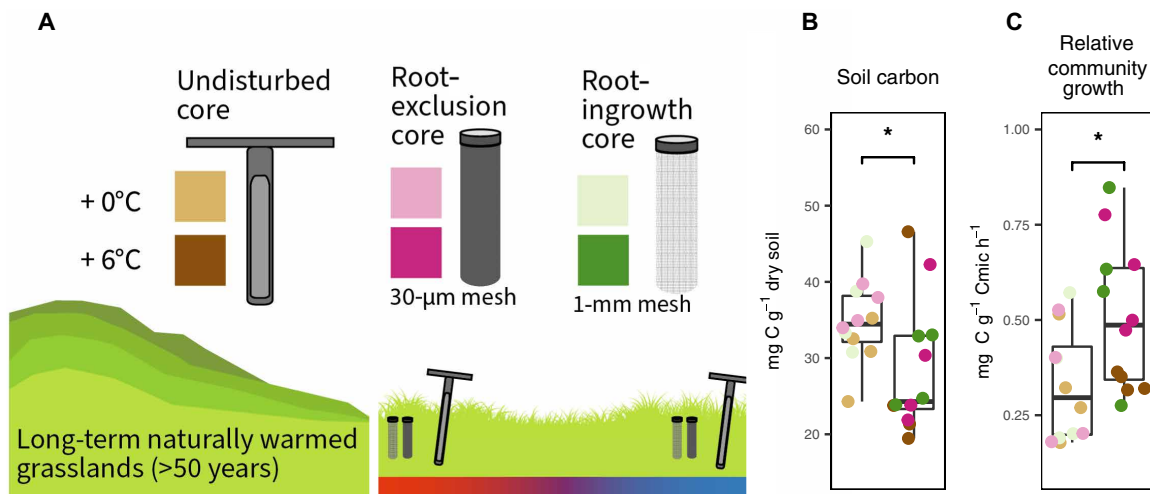 A
Undisturbed
core
Root-
exclusion
core
Root-
ingrowth
core
+ 0°C
+ 6°C
30-µm mesh
1-mm mesh
Long-term naturally warmed
grasslands (>50 years)
B
Soil carbon
mg C g⁻¹ dry soil
60
50
40
30
20
*
C
Relative
community
growth
mg C g⁻¹ Cmic h⁻¹
1.00
0.75
0.50
0.25
*